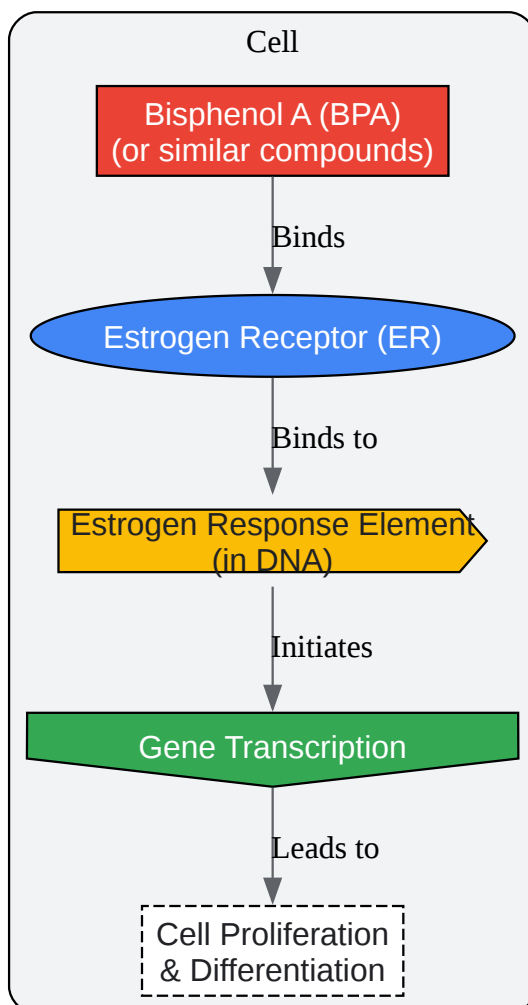 Cell
Bisphenol A (BPA)
(or similar compounds)
Binds
Estrogen Receptor (ER)
Binds to
Estrogen Response Element
(in DNA)
Initiates
Gene Transcription
Leads to
Cell Proliferation
& Differentiation